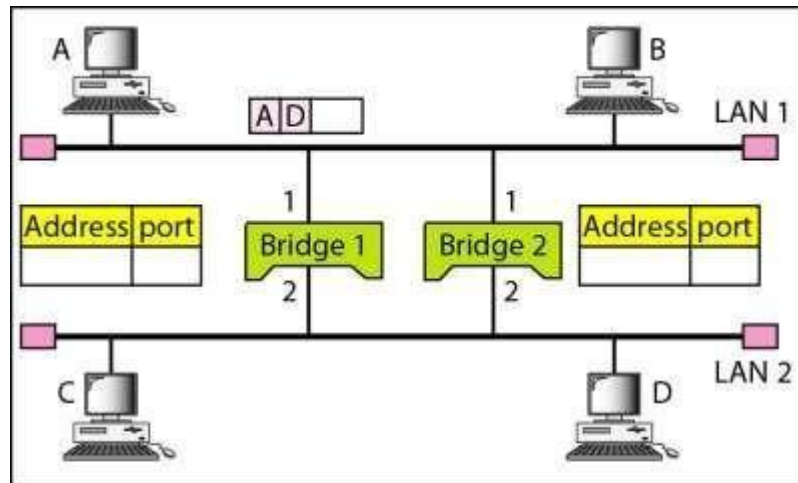 A
B
A D
LAN 1
1
1
Address port
Bridge 1
Bridge 2
Address port
2
2
LAN 2
C
D